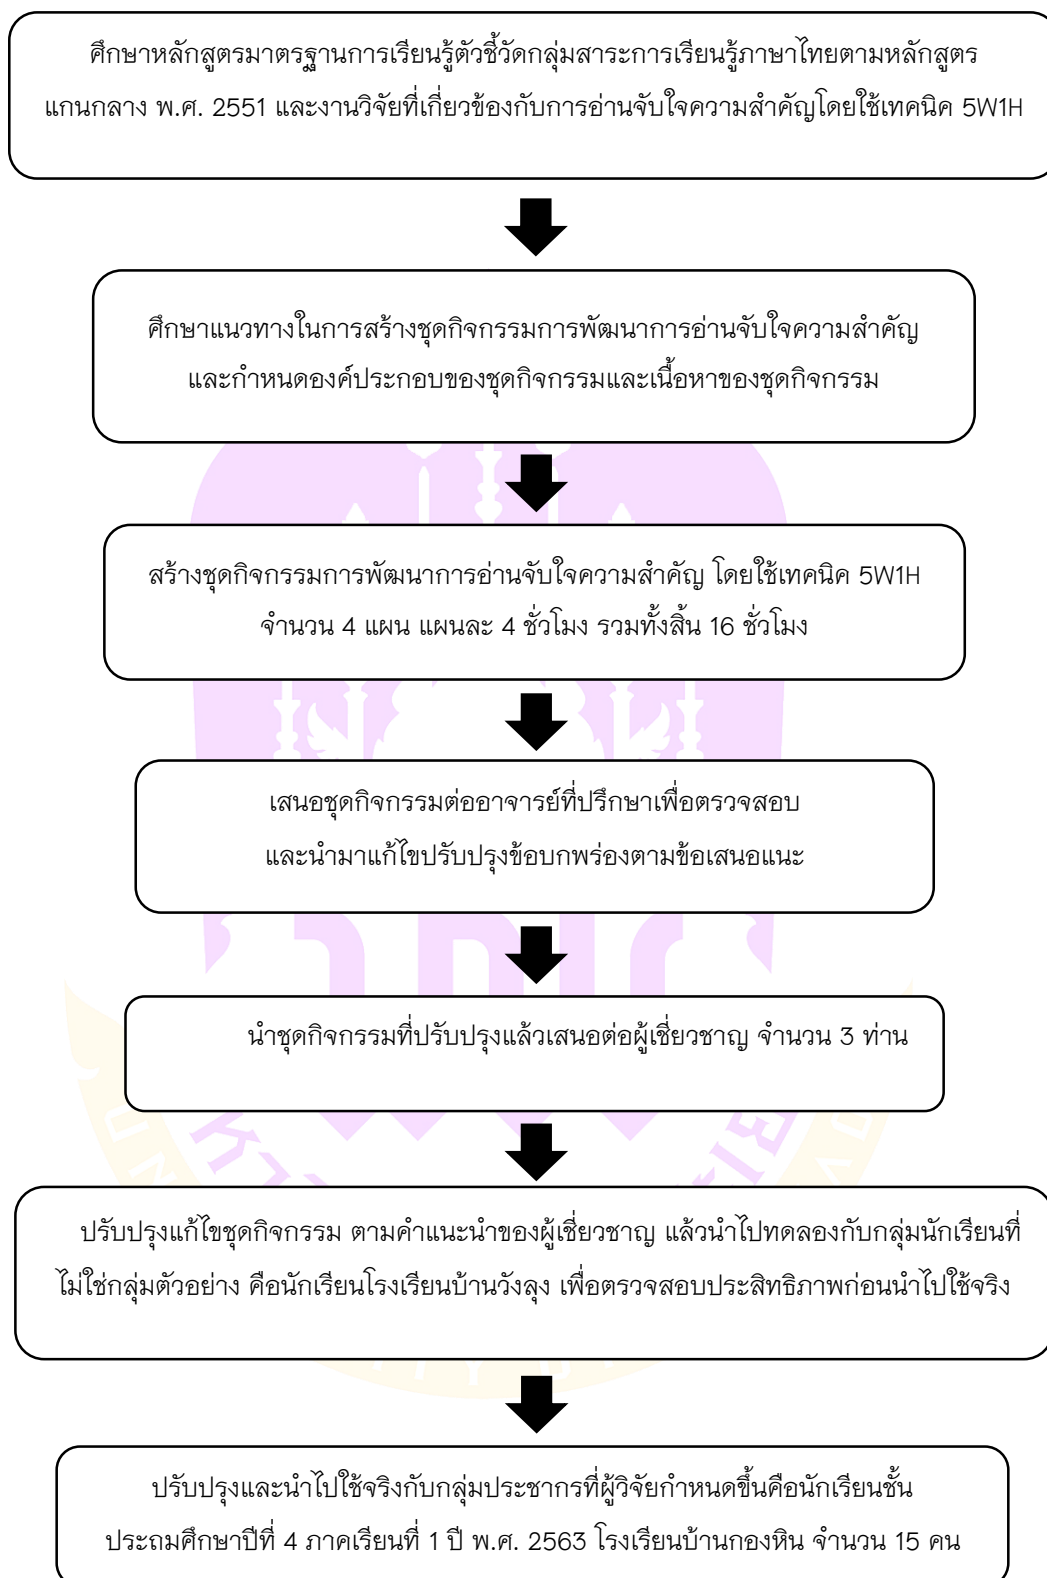 ศึกษาหลักสูตรมาตรฐานการเรียนรู้ตัวชี้วัดกลุ่มสาระการเรียนรู้ภาษาไทยตามหลักสูตร
แกนกลาง พ.ศ. 2551 และงานวิจัยที่เกี่ยวข้องกับการอ่านจับใจความสำคัญโดยใช้เทคนิค 5W1H
ศึกษาแนวทางในการสร้างชุดกิจกรรมการพัฒนาการอ่านจับใจความสำคัญ
และกำหนดองค์ประกอบของชุดกิจกรรมและเนื้อหาของชุดกิจกรรม
สร้างชุดกิจกรรมการพัฒนาการอ่านจับใจความสำคัญ โดยใช้เทคนิค 5W1H
จำนวน 4 แผน แผนละ 4 ชั่วโมง รวมทั้งสิ้น 16 ชั่วโมง
เสนอชุดกิจกรรมต่ออาจารย์ที่ปรึกษาเพื่อตรวจสอบ
และนำมาแก้ไขปรับปรุงข้อบกพร่องตามข้อเสนอแนะ
นำชุดกิจกรรมที่ปรับปรุงแล้วเสนอต่อผู้เชี่ยวชาญ จำนวน 3 ท่าน
ปรับปรุงแก้ไขชุดกิจกรรม ตามคำแนะนำของผู้เชี่ยวชาญ แล้วนำไปทดลองกับกลุ่มนักเรียนที่
ไม่ใช่กลุ่มตัวอย่าง คือนักเรียนโรงเรียนบ้านวังลุง เพื่อตรวจสอบประสิทธิภาพก่อนนำไปใช้จริง
ปรับปรุงและนำไปใช้จริงกับกลุ่มประชากรที่ผู้วิจัยกำหนดขึ้นคือนักเรียนชั้น
ประถมศึกษาปีที่ 4 ภาคเรียนที่ 1 ปี พ.ศ. 2563 โรงเรียนบ้านกองหิน จำนวน 15 คน